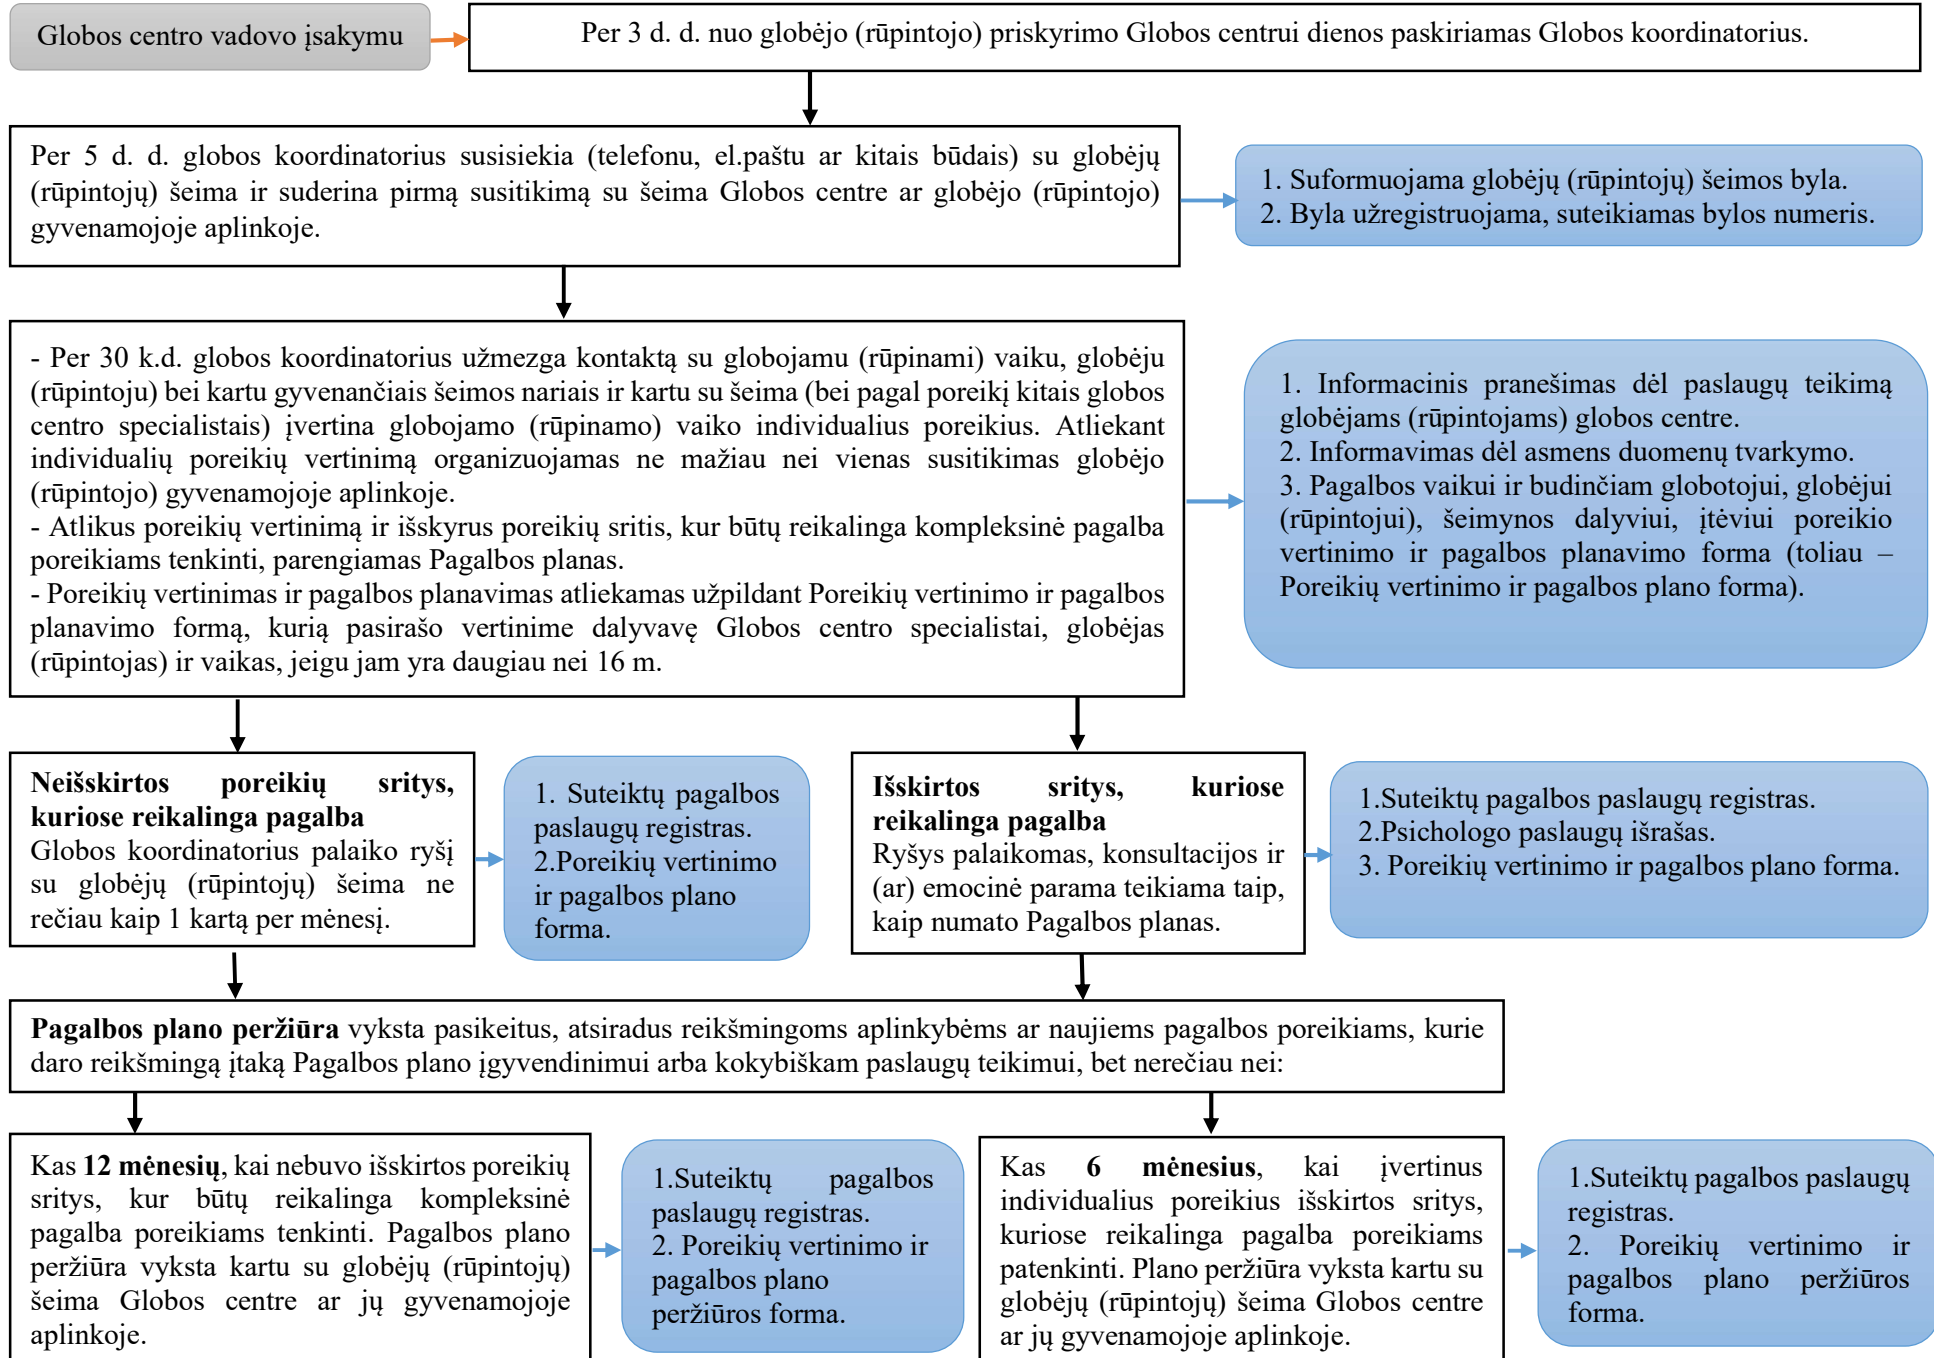 Globos centro vadovo įsakymu
Per 3 d. d. nuo globėjo (rūpintojo) priskyrimo Globos centrui dienos paskiriamas Globos koordinatorius.
Per 5 d. d. globos koordinatorius susisiekia (telefonu, el.paštu ar kitais būdais) su globėjų
(rūpintojų) šeima ir suderina pirmą susitikimą su šeima Globos centre ar globėjo (rūpintojo)
gyvenamojoje aplinkoje.
1. Suformuojama globėjų (rūpintojų) šeimos byla.
2. Byla užregistruojama, suteikiamas bylos numeris.
- Per 30 k.d. globos koordinatorius užmezga kontaktą su globojamu (rūpinami) vaiku, globėju
(rūpintoju) bei kartu gyvenančiais šeimos nariais ir kartu su šeima (bei pagal poreikį kitais globos
centro specialistais) įvertina globojamo (rūpinamo) vaiko individualius poreikius. Atliekant
individualių poreikių vertinimą organizuojamas ne mažiau nei vienas susitikimas globėjo
(rūpintojo) gyvenamojoje aplinkoje.
- Atlikus poreikių vertinimą ir išskyrus poreikių sritis, kur būtų reikalinga kompleksinė pagalba
poreikiams tenkinti, parengiamas Pagalbos planas.
- Poreikių vertinimas ir pagalbos planavimas atliekamas užpildant Poreikių vertinimo ir pagalbos
planavimo formą, kurią pasirašo vertinime dalyvavę Globos centro specialistai, globėjas
(rūpintojas) ir vaikas, jeigu jam yra daugiau nei 16 m.
1. Informacinis pranešimas dėl paslaugų teikimą
globėjams (rūpintojams) globos centre.
2. Informavimas dėl asmens duomenų tvarkymo.
3. Pagalbos vaikui ir budinčiam globotojui, globėjui
(rūpintojui), šeimynos dalyviui, įtėviui poreikio
vertinimo ir pagalbos planavimo forma (toliau –
Poreikių vertinimo ir pagalbos plano forma).
Neišskirtos poreikių sritys,
kuriose reikalinga pagalba
Globos koordinatorius palaiko ryšį
su globėjų (rūpintojų) šeima ne
rečiau kaip 1 kartą per mėnesį.
1. Suteiktų pagalbos
paslaugų registras.
2.Poreikių vertinimo
ir pagalbos plano
forma.
Išskirtos sritys, kuriose
reikalinga pagalba
Ryšys palaikomas, konsultacijos ir
(ar) emocinė parama teikiama taip,
kaip numato Pagalbos planas.
1.Suteiktų pagalbos paslaugų registras.
2.Psichologo paslaugų išrašas.
3. Poreikių vertinimo ir pagalbos plano forma.
Pagalbos plano peržiūra vyksta pasikeitus, atsiradus reikšmingoms aplinkybėms ar naujiems pagalbos poreikiams, kurie
daro reikšmingą įtaką Pagalbos plano įgyvendinimui arba kokybiškam paslaugų teikimui, bet nerečiau nei:
Kas 12 mėnesių, kai nebuvo išskirtos poreikių
sritys, kur būtų reikalinga kompleksinė
pagalba poreikiams tenkinti. Pagalbos plano
peržiūra vyksta kartu su globėjų (rūpintojų)
šeima Globos centre ar jų gyvenamojoje
aplinkoje.
1.Suteiktų pagalbos
paslaugų registras.
2. Poreikių vertinimo ir
pagalbos plano
peržiūros forma.
Kas 6 mėnesius, kai įvertinus
individualius poreikius išskirtos sritys,
kuriose reikalinga pagalba poreikiams
patenkinti. Plano peržiūra vyksta kartu su
globėjų (rūpintojų) šeima Globos centre
ar jų gyvenamojoje aplinkoje.
1.Suteiktų pagalbos paslaugų
registras.
2. Poreikių vertinimo ir
pagalbos plano peržiūros
forma.